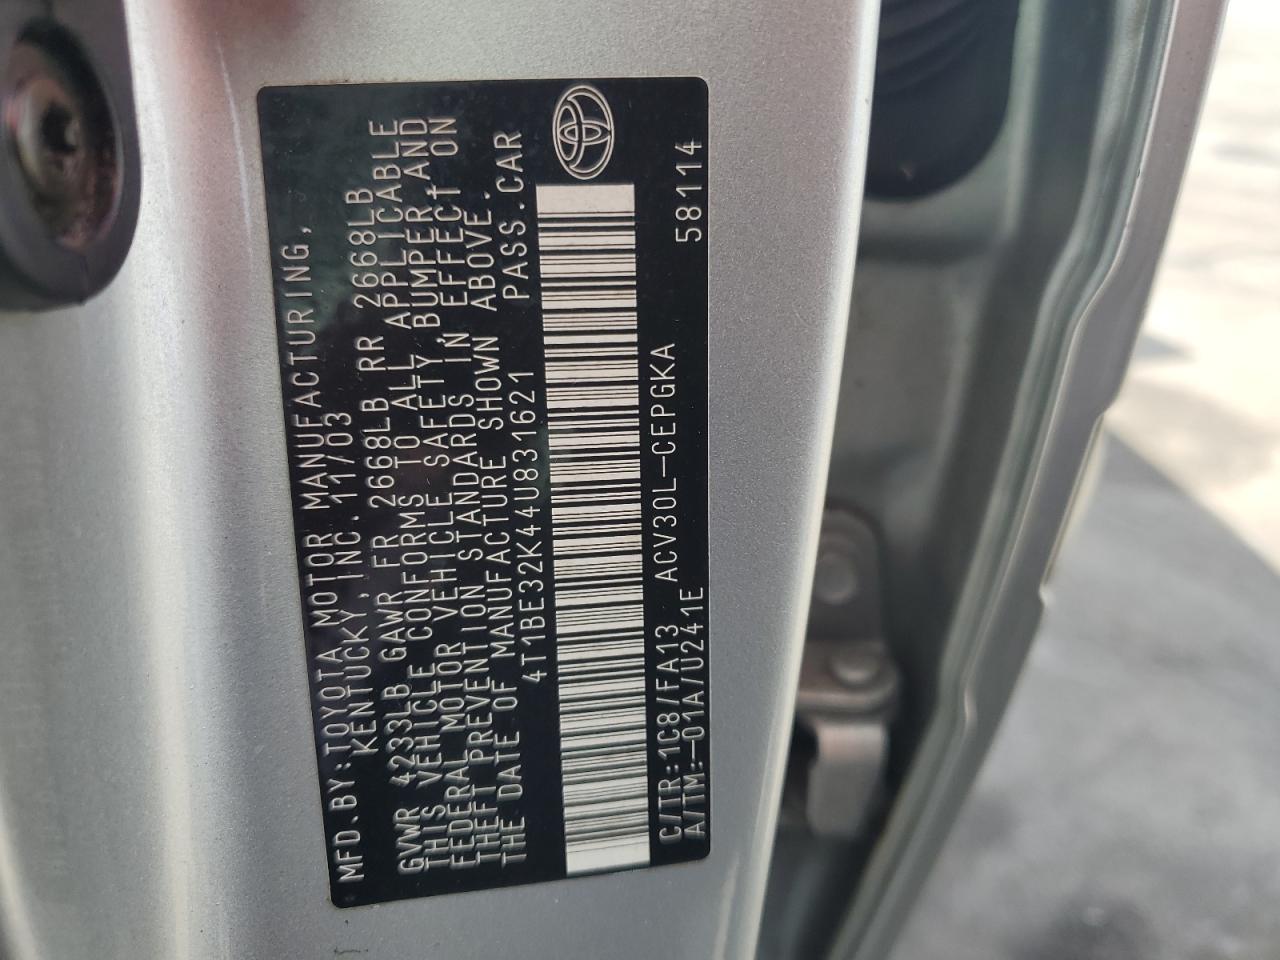 MFD.BY:TOYOTA MOTOR MANUFACTURING,
KENTUCKY,INC. 11/03
GVWR 4233LB GAWR FR 2668LB RR 2668LB
THIS VEHICLE CONFORMS TO ALL APPLICABLE
FEDERAL MOTOR VEHICLE SAFETY,BUMPER,AND
THEFT PREVENTION STANDARDS IN EFFECT ON
THE DATE OF MANUFACTURE SHOWN ABOVE.
4T1BE32K44U831621 PASS.CAR
C/TR:1C8/FA13 ACV30L-CEPGKA 58114
A/TM:-01A/U241E